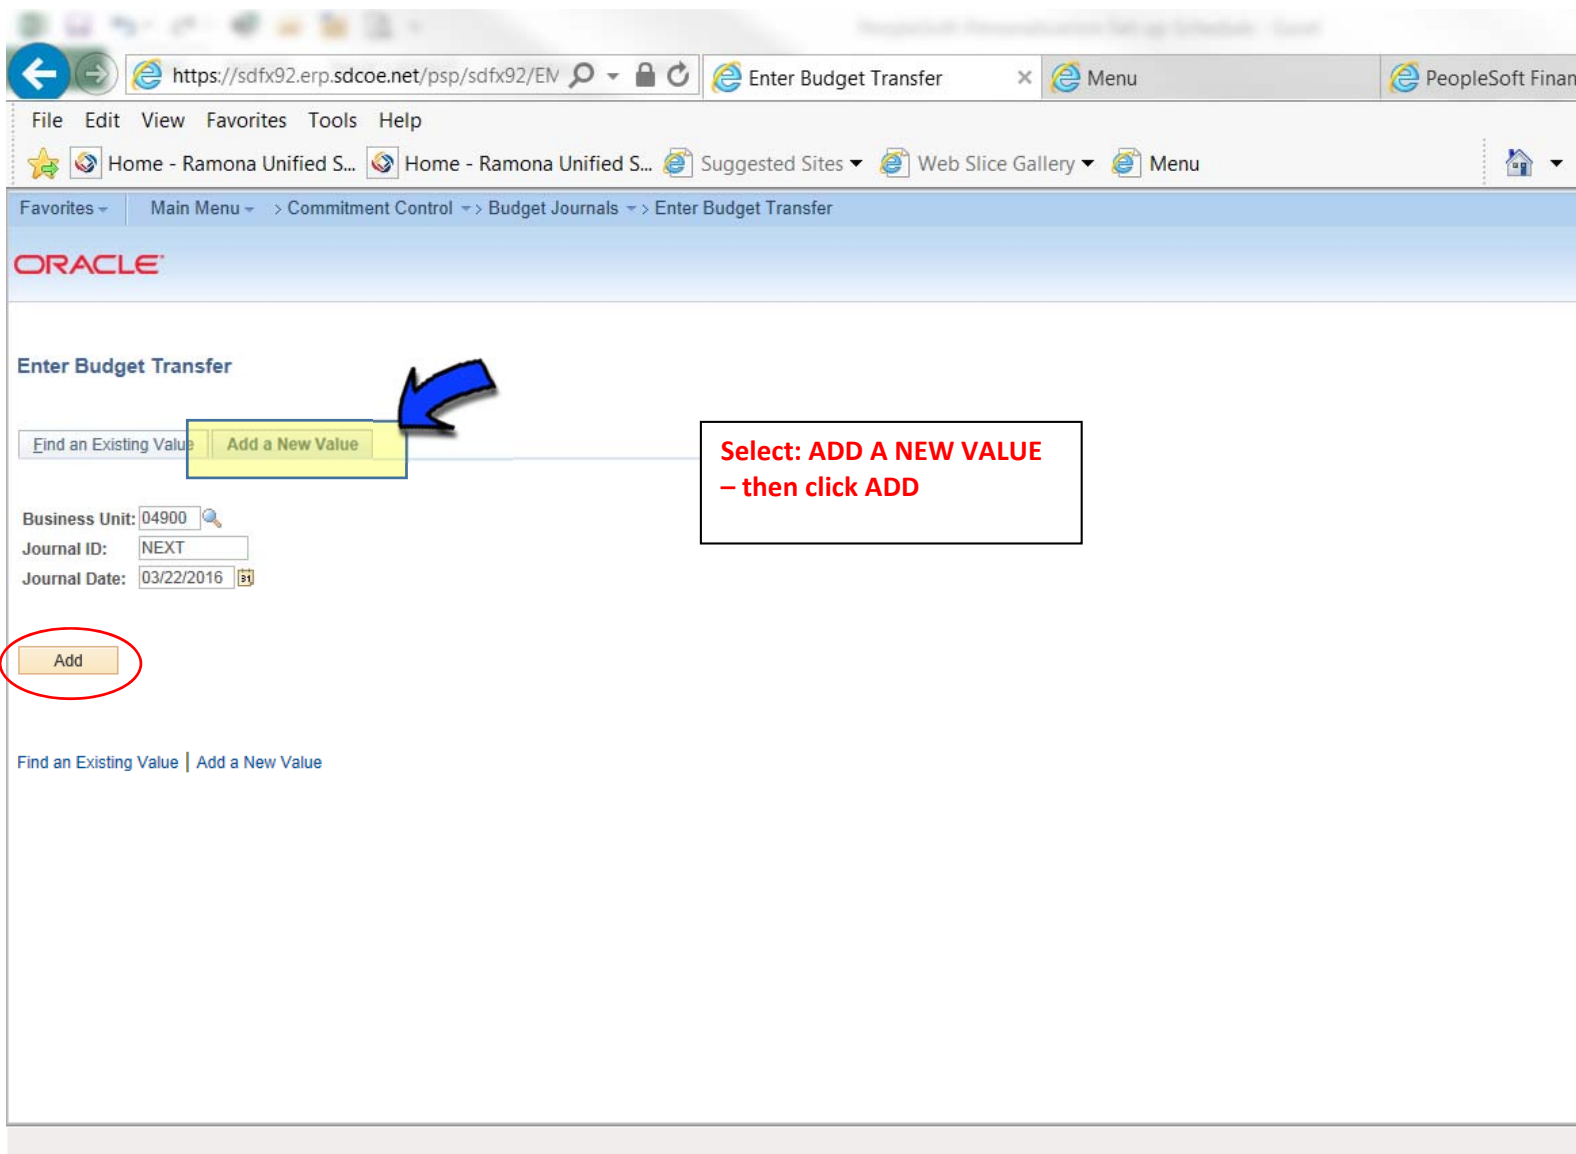 https://sdfx92.erp.sdcoe.net/psp/sdfx92/EM
Enter Budget Transfer
Menu
PeopleSoft Finan
File Edit View Favorites Tools Help
Home - Ramona Unified S... Home - Ramona Unified S... Suggested Sites Web Slice Gallery Menu
Favorites Main Menu > Commitment Control > Budget Journals > Enter Budget Transfer
ORACLE
Enter Budget Transfer
Find an Existing Value Add a New Value
Select: ADD A NEW VALUE
– then click ADD
Business Unit: 04900
Journal ID: NEXT
Journal Date: 03/22/2016
Add
Find an Existing Value | Add a New Value